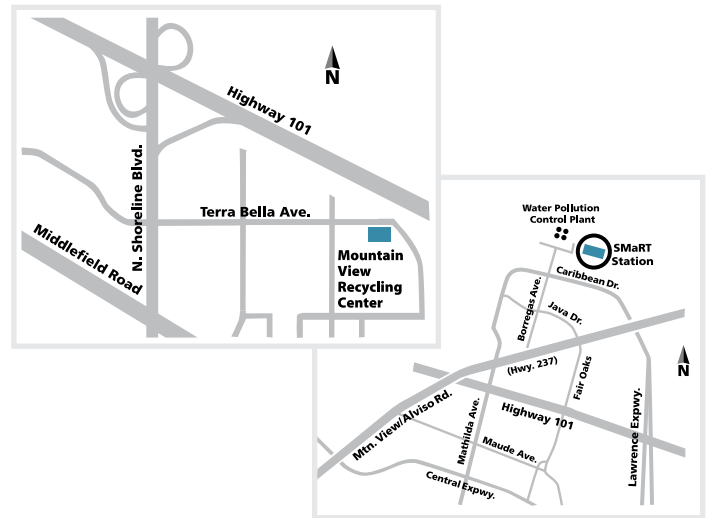 N
Highway 101
N. Shoreline Blvd.
Terra Bella Ave.
Middlefield Road
Mountain
View
Recycling
Center
Water Pollution
Control Plant
SMaRT
Station
Caribbean Dr.
Borregas Ave.
Java Dr.
(Hwy. 237)
Fair Oaks
N
Mtn. View/Alviso Rd.
Mathilda Ave.
Highway 101
Lawrence Expwy.
Maude Ave.
Central Expwy.